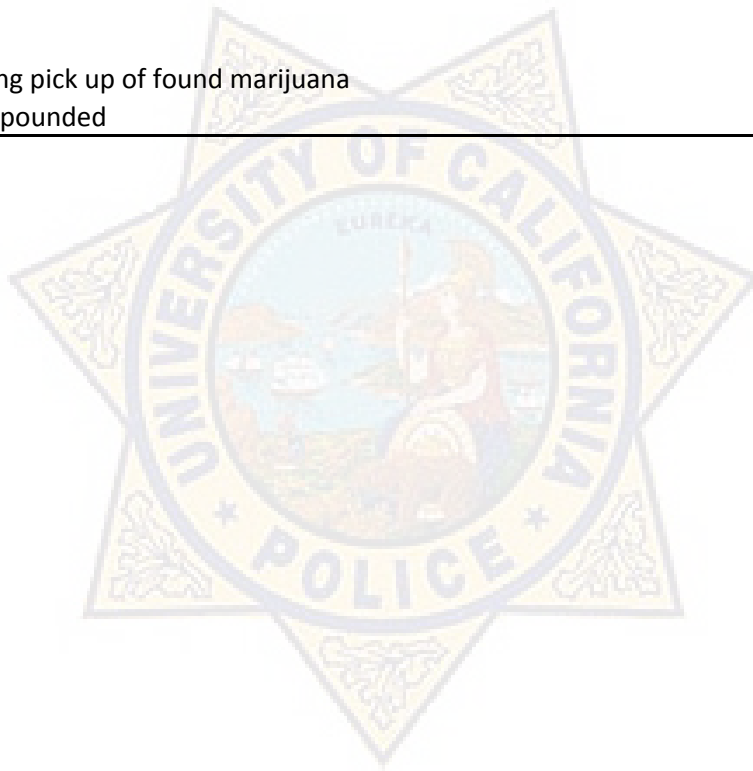 ng pick up of found marijuana
pounded
EUREKA
UNIVERSITY OF CALIFORNIA
POLICE